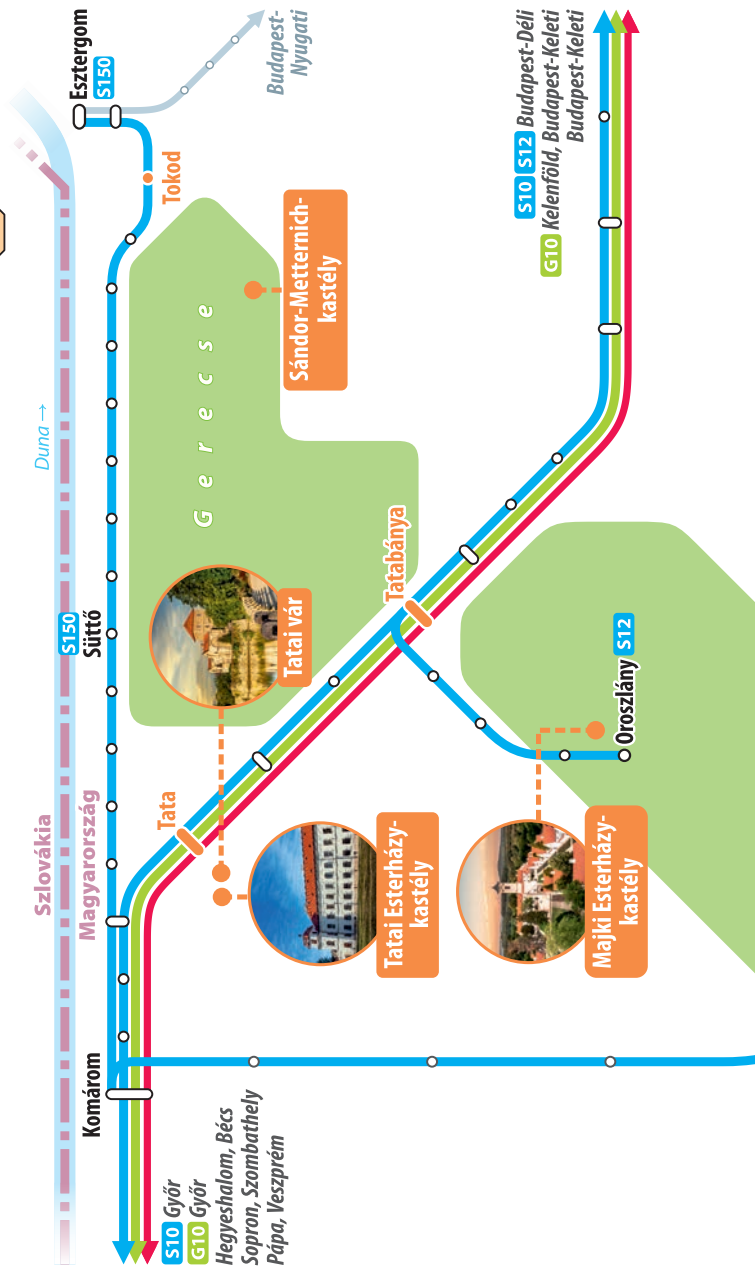 Esztergom
S150
Budapest-
Nyugati
Tokod
Duna →
S150
Süttő
Szlovákia
Magyarország
Gerecse
Sándor-Metternich-
kastély
S10 S12 Budapest-Déli
G10 Kelenföld, Budapest-Keleti
Budapest-Keleti
Tatai vár
Tatabánya
Tata
Tatai Esterházy-
kastély
Oroszlány S12
Majki Esterházy-
kastély
Komárom
S10 Győr
G10 Győr
Hegyeshalom, Bécs
Sopron, Szombathely
Pápa, Veszprém